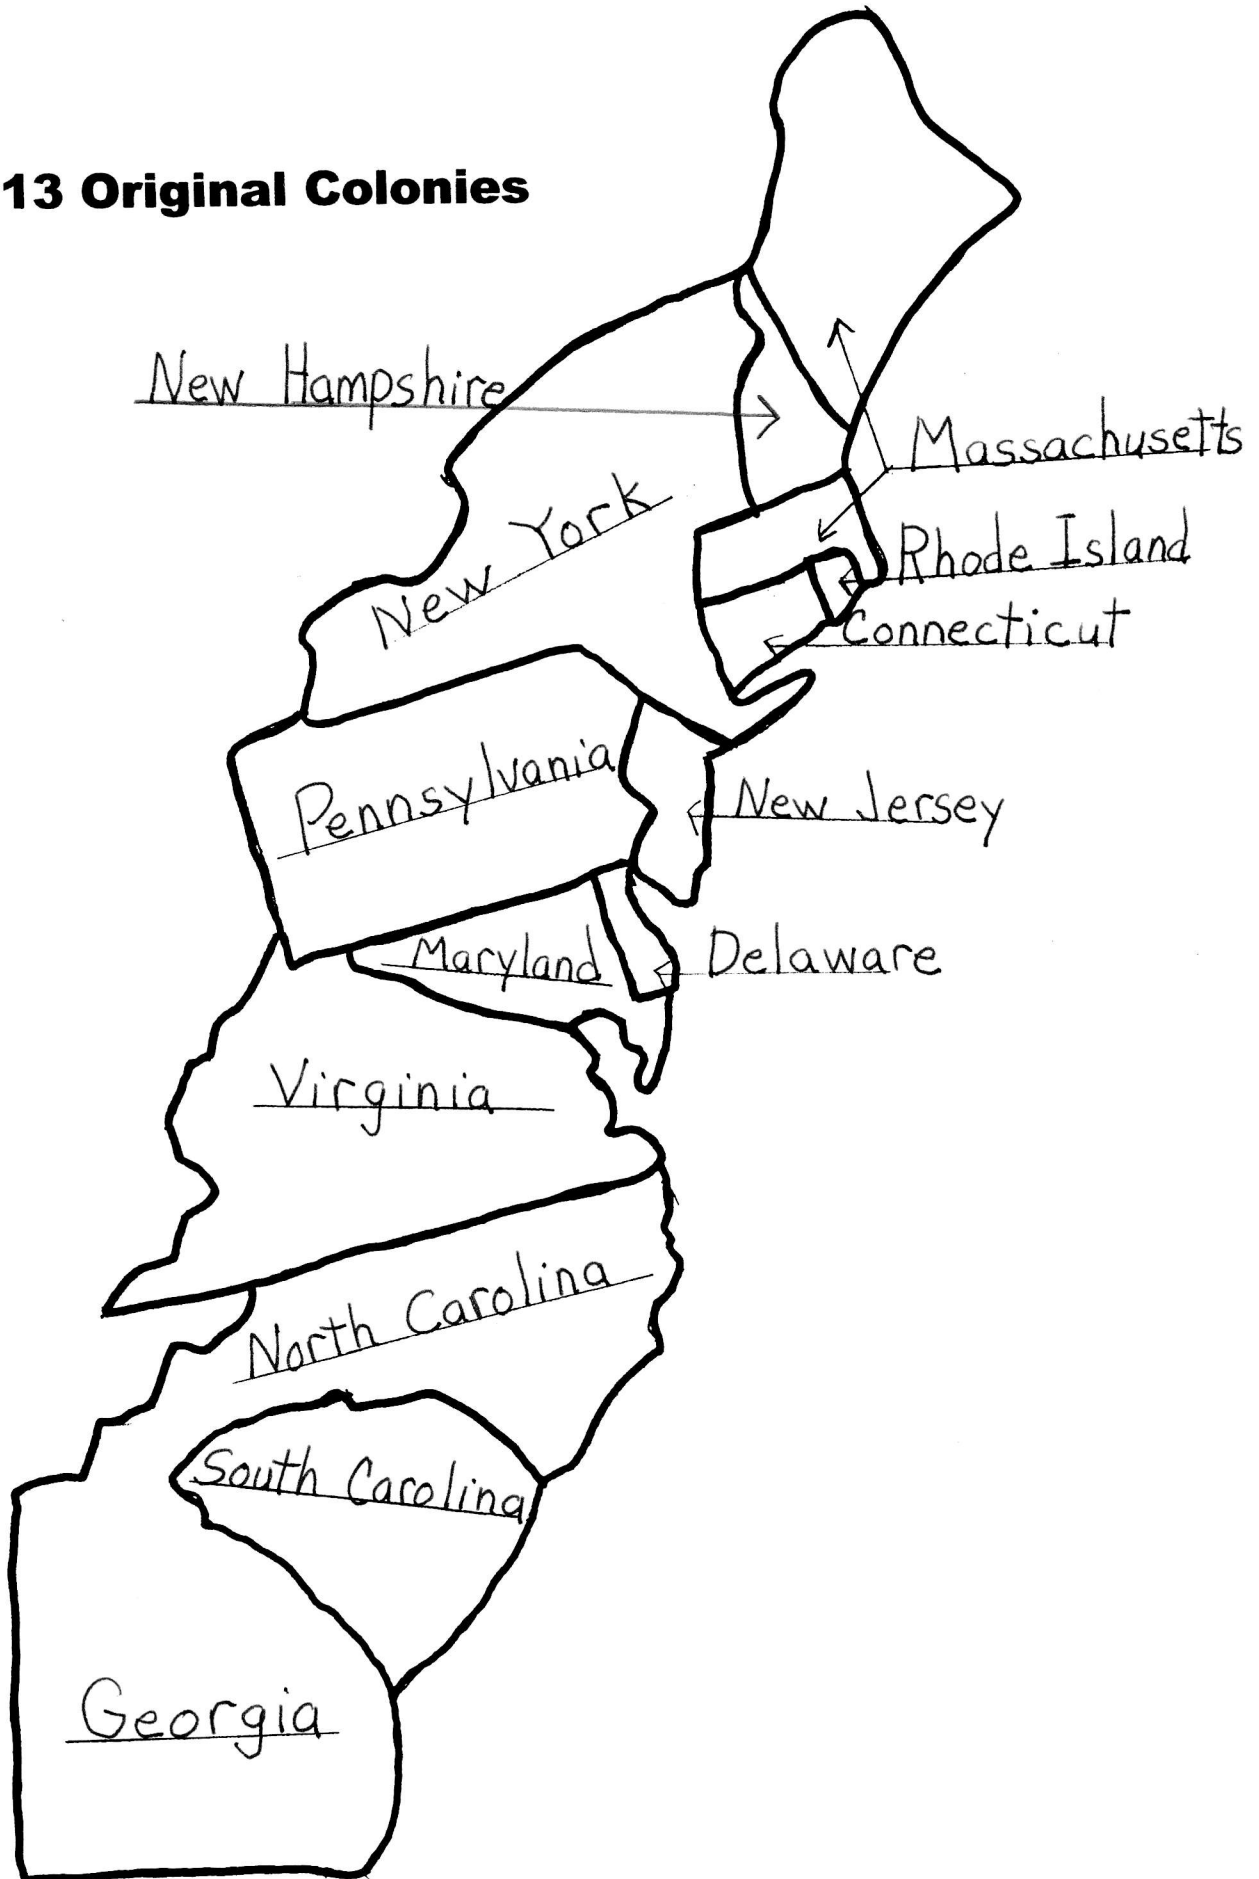 13 Original Colonies
New Hampshire
Massachusetts
New York
Rhode Island
Connecticut
Pennsylvania
New Jersey
Maryland
Delaware
Virginia
North Carolina
South Carolina
Georgia